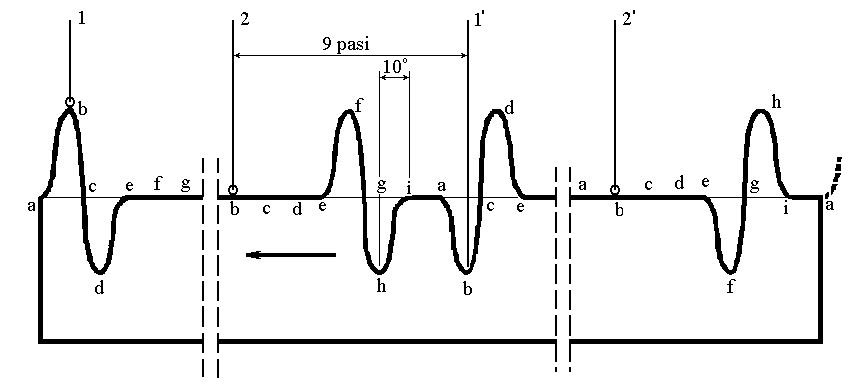 1 2 1' 2'
9 pasi
10°
b f d h
c e f g g i a a c d e g
a b c d e c e b i a
d h b f